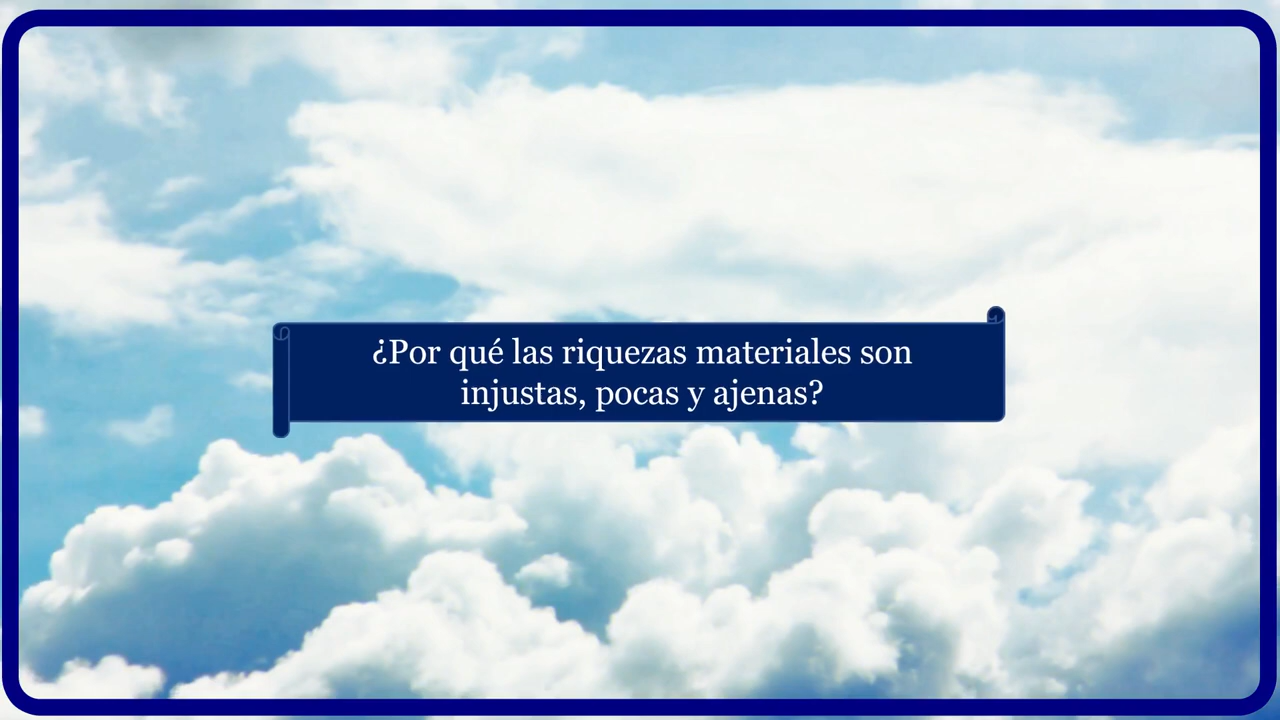 ¿Por qué las riquezas materiales son
injustas, pocas y ajenas?